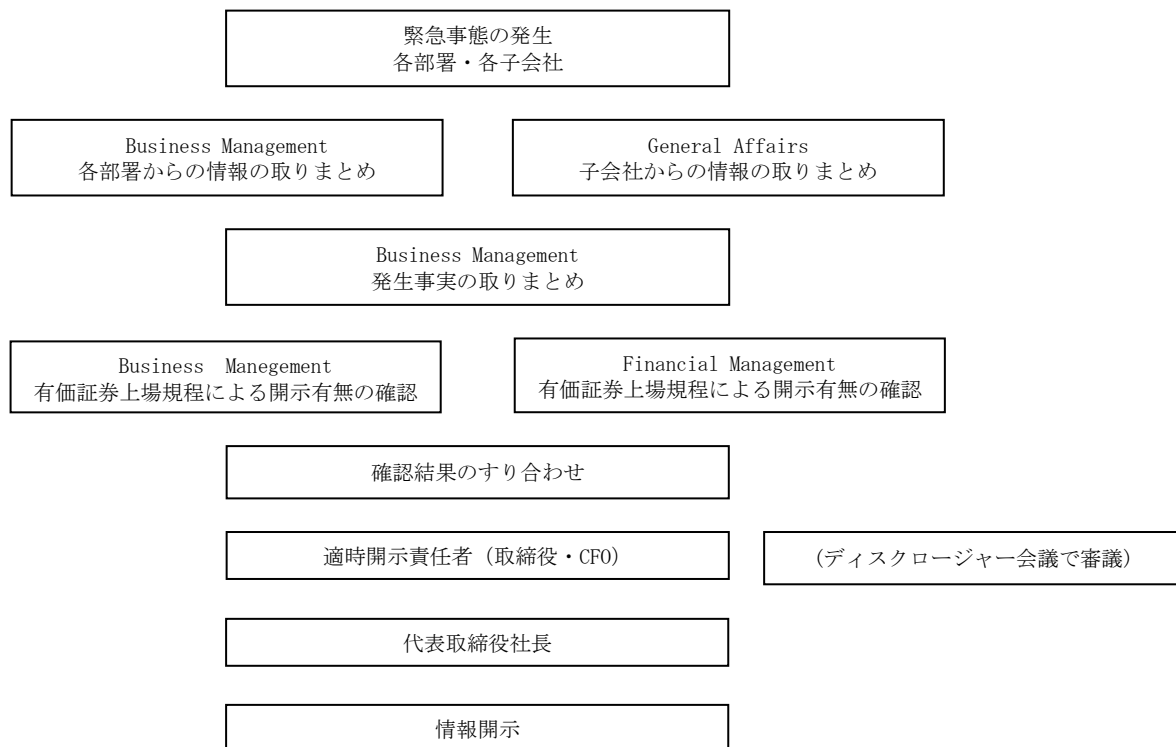 緊急事態の発生
各部署・各子会社
Business Management
各部署からの情報の取りまとめ
General Affairs
子会社からの情報の取りまとめ
Business Management
発生事実の取りまとめ
Business Manegement
有価証券上場規程による開示有無の確認
Financial Management
有価証券上場規程による開示有無の確認
確認結果のすり合わせ
適時開示責任者（取締役・CFO）
（ディスクロージャー会議で審議）
代表取締役社長
情報開示